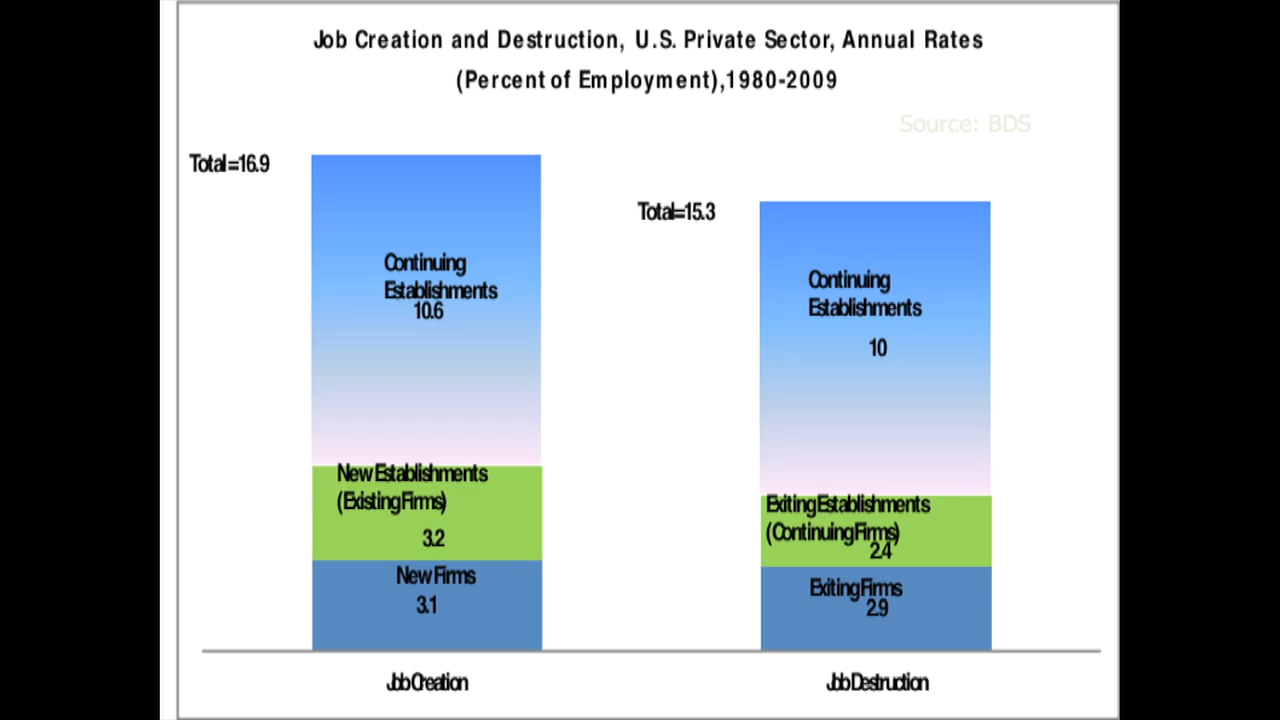 Job Creation and Destruction, U.S. Private Sector, Annual Rates
(Percent of Employment),1980-2009
Source: BDS
Total=16.9
Continuing
Establishments
10.6
New Establishments
(Existing Firms)
3.2
New Firms
3.1
Job Creation
Total=15.3
Continuing
Establishments
10
Exiting Establishments
(Continuing Firms)
2.4
Exiting Firms
2.9
Job Destruction